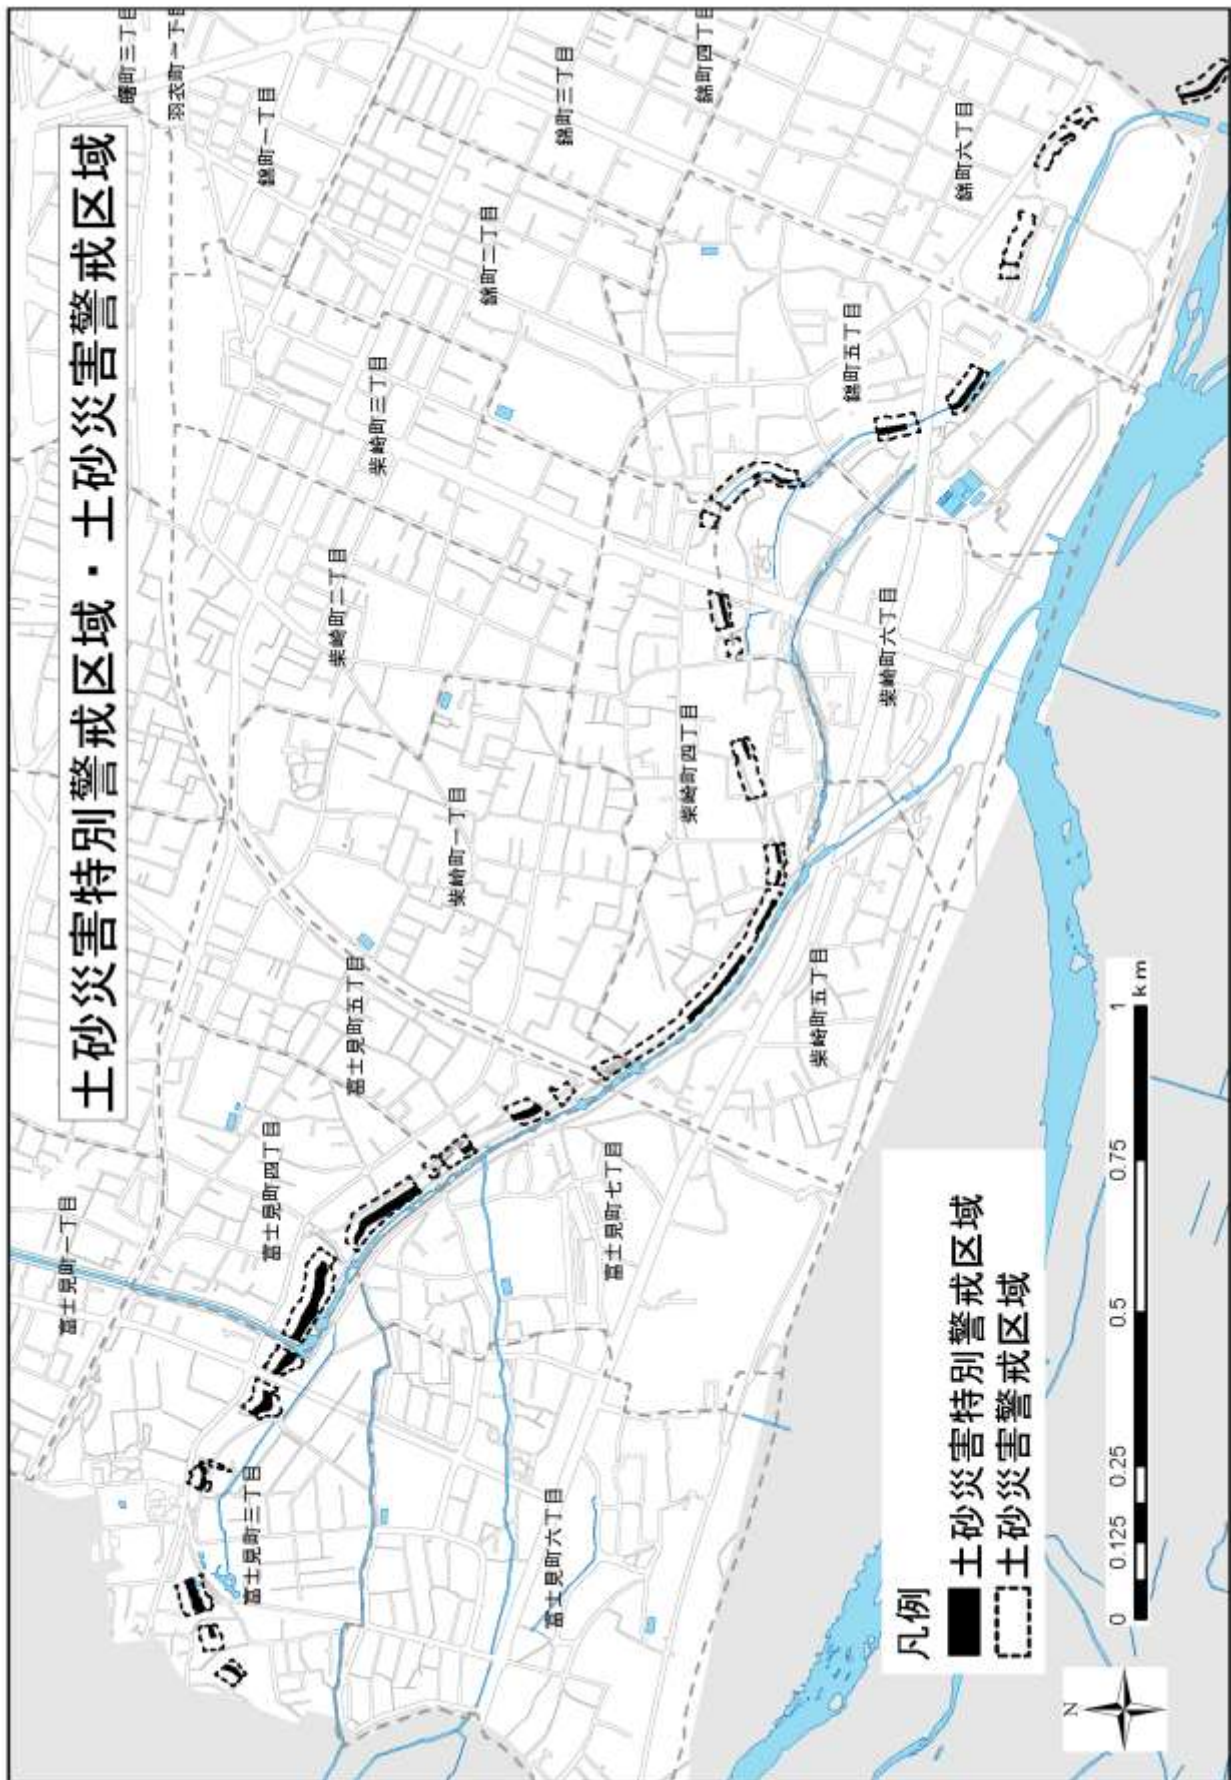 土砂災害特別警戒区域・土砂災害警戒区域
富士見町一丁目
曙町三丁目
羽衣町一丁目
錦町一丁目
富士見町四丁目
富士見町五丁目
柴崎町二丁目
柴崎町三丁目
錦町二丁目
錦町三丁目
錦町四丁目
柴崎町一丁目
富士見町三丁目
柴崎町四丁目
錦町五丁目
錦町六丁目
富士見町六丁目
富士見町七丁目
柴崎町五丁目
柴崎町六丁目
凡例
土砂災害特別警戒区域
土砂災害警戒区域
N
0 0.125 0.25 0.5 0.75 1
km